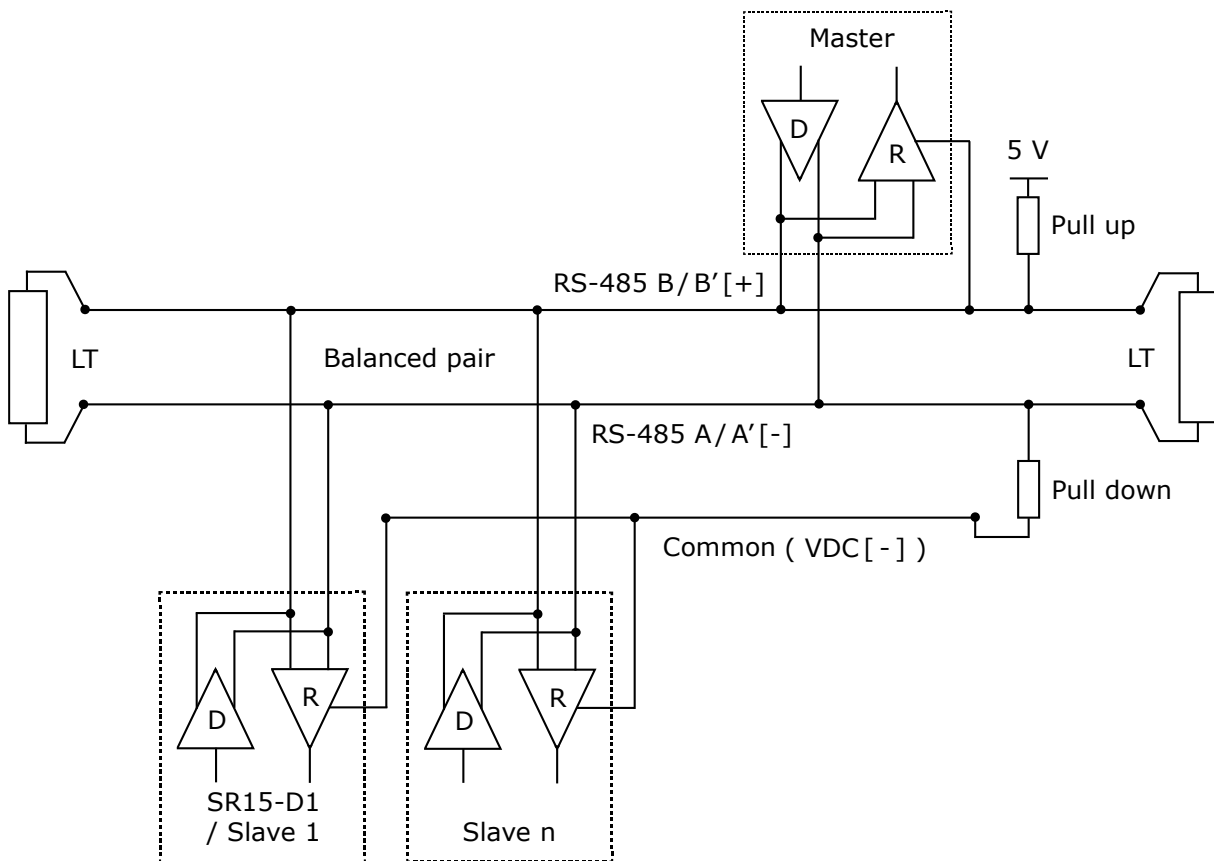 Master
D
R
5 V
Pull up
RS-485 B/B′[+]
LT
Balanced pair
LT
RS-485 A/A′[-]
Pull down
Common ( VDC[-] )
D
R
D
R
SR15-D1
/ Slave 1
Slave n